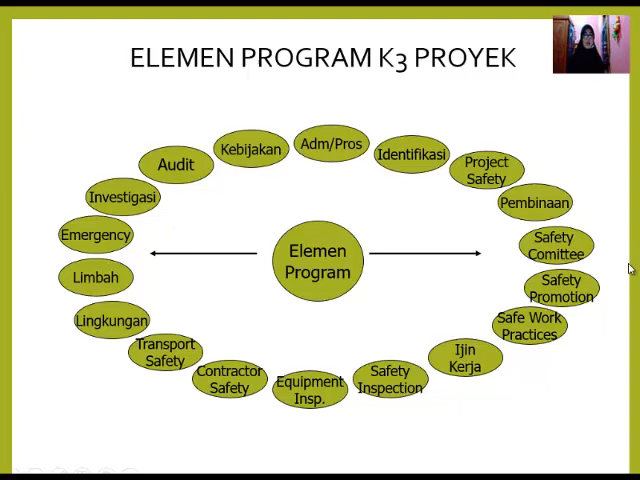 ELEMEN PROGRAM K3 PROYEK
Adm/Pros
Kebijakan
Identifikasi
Audit
Project
Safety
Investigasi
Pembinaan
Emergency
Safety
Comittee
Elemen
Program
Limbah
Safety
Promotion
Lingkungan
Safe Work
Practices
Transport
Safety
Ijin
Kerja
Contractor
Safety
Equipment
Insp.
Safety
Inspection